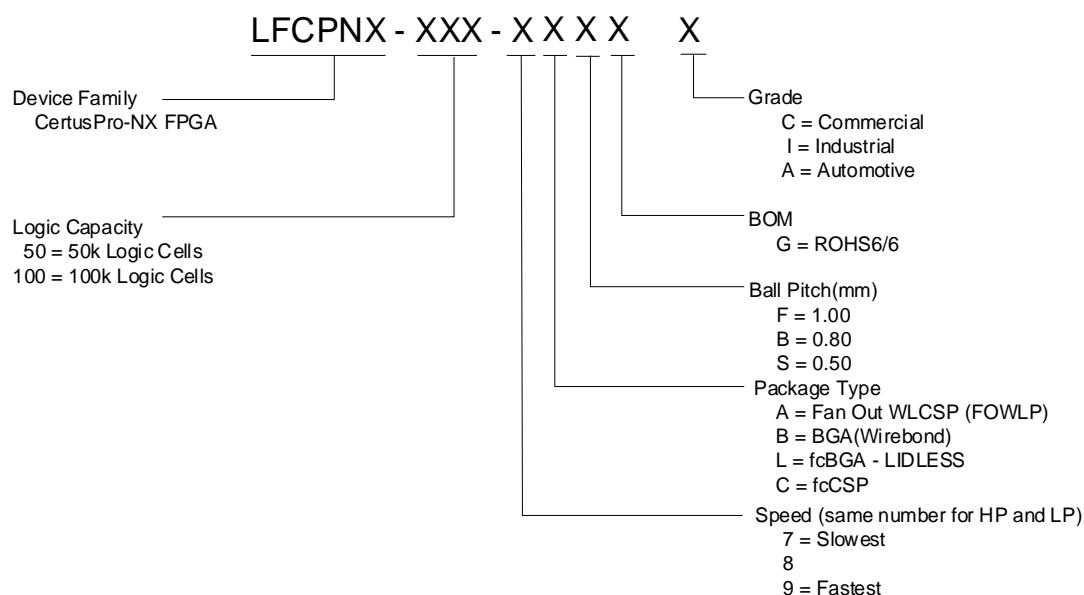 LFCPNX - XXX - X X X X X
Device Family
CertusPro-NX FPGA
Logic Capacity
50 = 50k Logic Cells
100 = 100k Logic Cells
Grade
C = Commercial
I = Industrial
A = Automotive
BOM
G = ROHS6/6
Ball Pitch(mm)
F = 1.00
B = 0.80
S = 0.50
Package Type
A = Fan Out WLCSP (FOWLP)
B = BGA(Wirebond)
L = fcBGA - LIDLESS
C = fcCSP
Speed (same number for HP and LP)
7 = Slowest
8
9 = Fastest